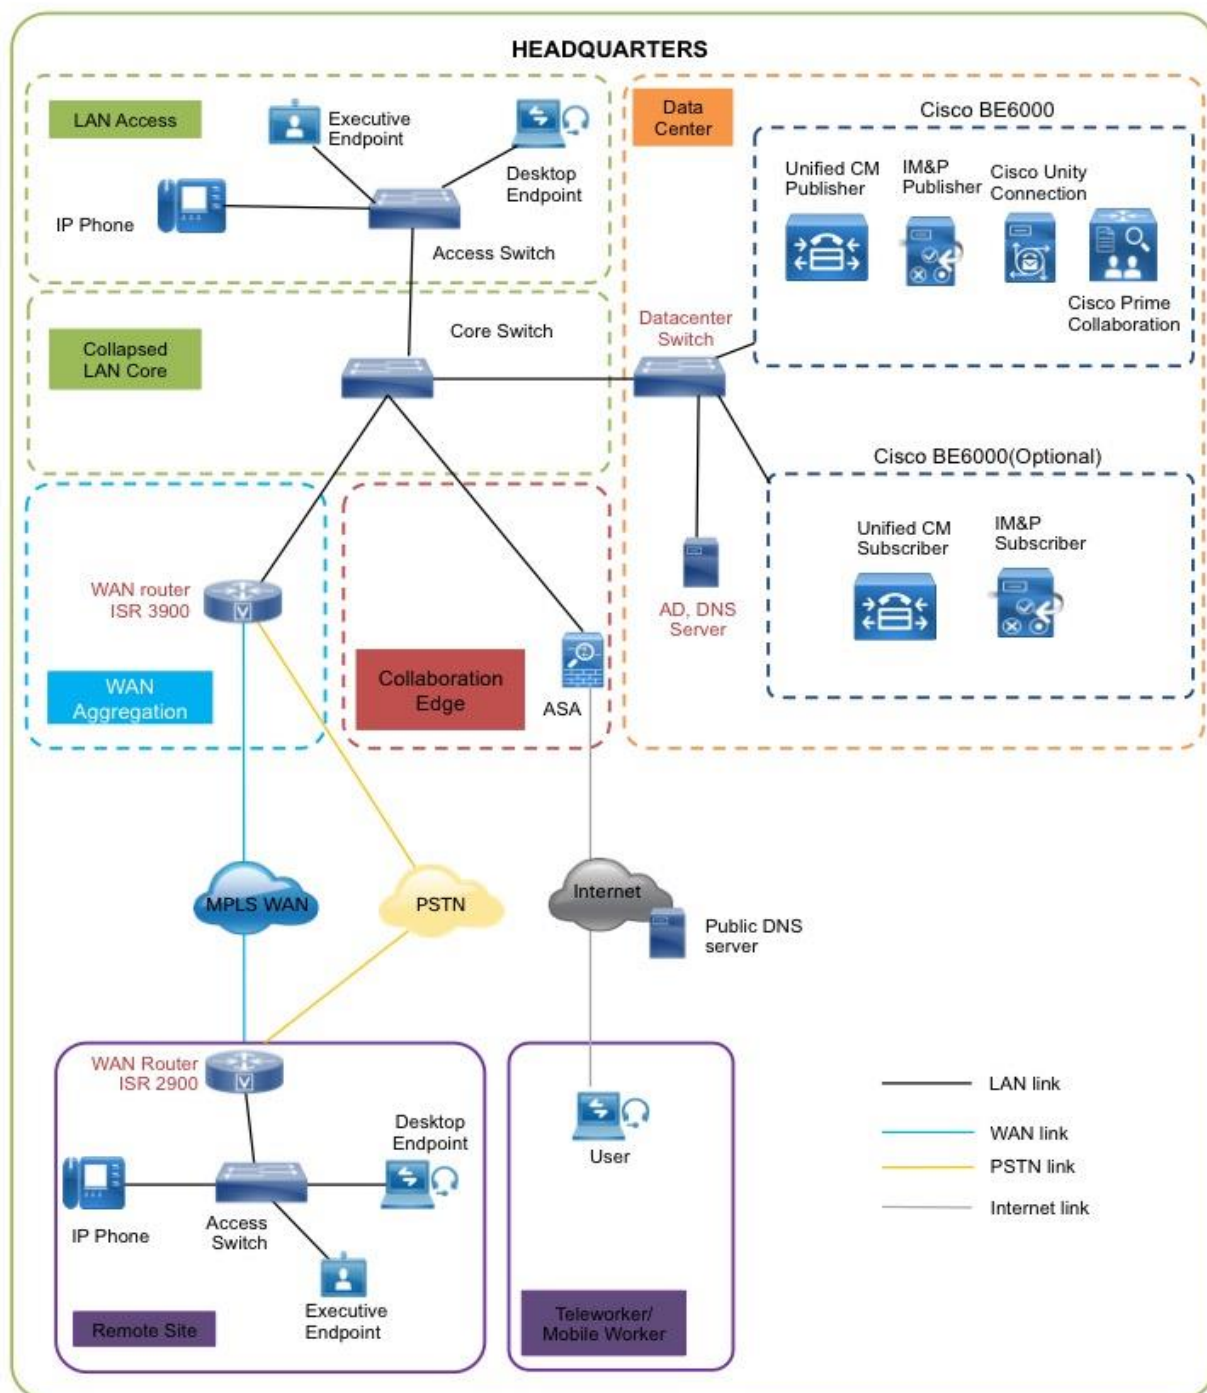 HEADQUARTERS
LAN Access
Executive
Endpoint
Desktop
Endpoint
IP Phone
Access Switch
Data
Center
Cisco BE6000
Unified CM
Publisher
IM&P
Publisher
Cisco Unity
Connection
Cisco Prime
Collaboration
Collapsed
LAN Core
Core Switch
Datacenter
Switch
Cisco BE6000(Optional)
Unified CM
Subscriber
IM&P
Subscriber
AD, DNS
Server
WAN router
ISR 3900
V
WAN
Aggregation
Collaboration
Edge
ASA
MPLS WAN
PSTN
Internet
Public DNS
server
WAN Router
ISR 2900
V
Desktop
Endpoint
IP Phone
Access
Switch
Executive
Endpoint
Remote Site
User
Teleworker/
Mobile Worker
LAN link
WAN link
PSTN link
Internet link